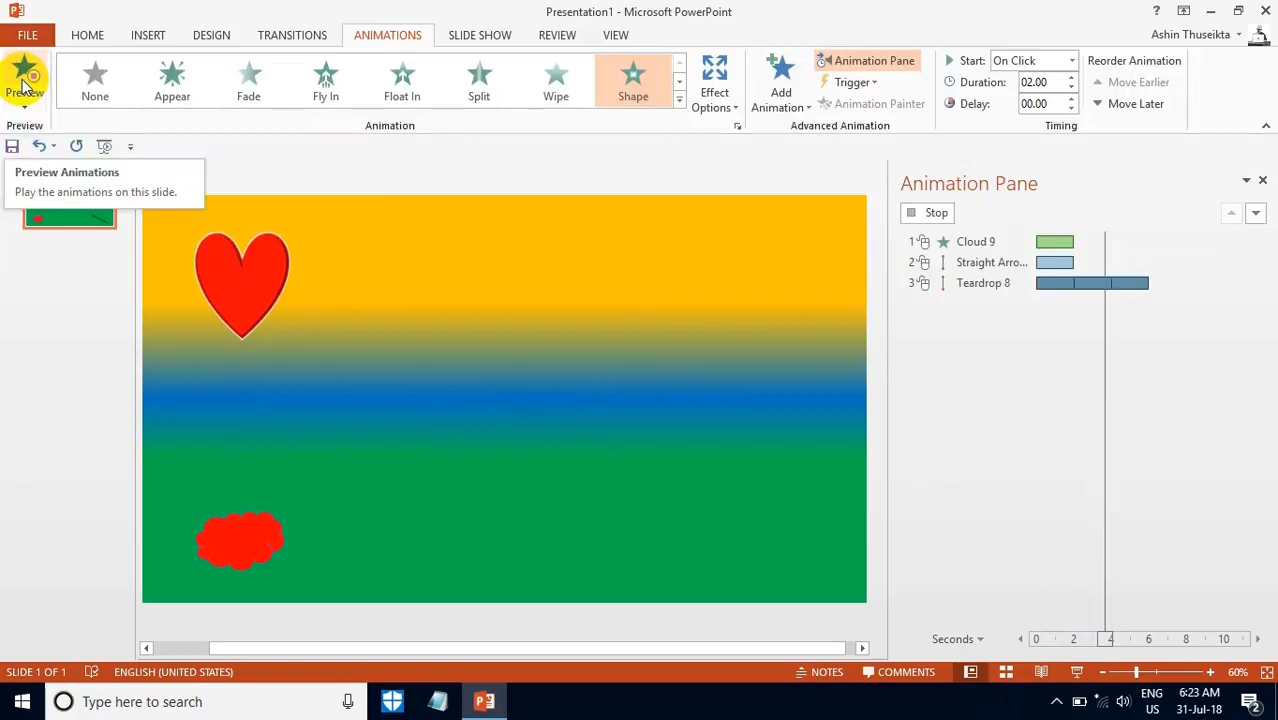 Presentation1 - Microsoft PowerPoint
FILE HOME INSERT DESIGN TRANSITIONS ANIMATIONS SLIDE SHOW REVIEW VIEW Ashin Thuseikta
Preview None Appear Fade Fly In Float In Split Wipe Shape Effect Options Add Animation Animation Pane Start: On Click Reorder Animation
Trigger Duration: 02.00 Move Earlier
Animation Painter Delay: 00.00 Move Later
Preview Animation Advanced Animation Timing
Preview Animations
Play the animations on this slide.
Animation Pane
Stop
1 Cloud 9
2 Straight Arro...
3 Teardrop 8
Seconds 0 2 4 6 8 10
SLIDE 1 OF 1 ENGLISH (UNITED STATES) NOTES COMMENTS 60%
Type here to search ENG 6:23 AM
US 31-Jul-18 2